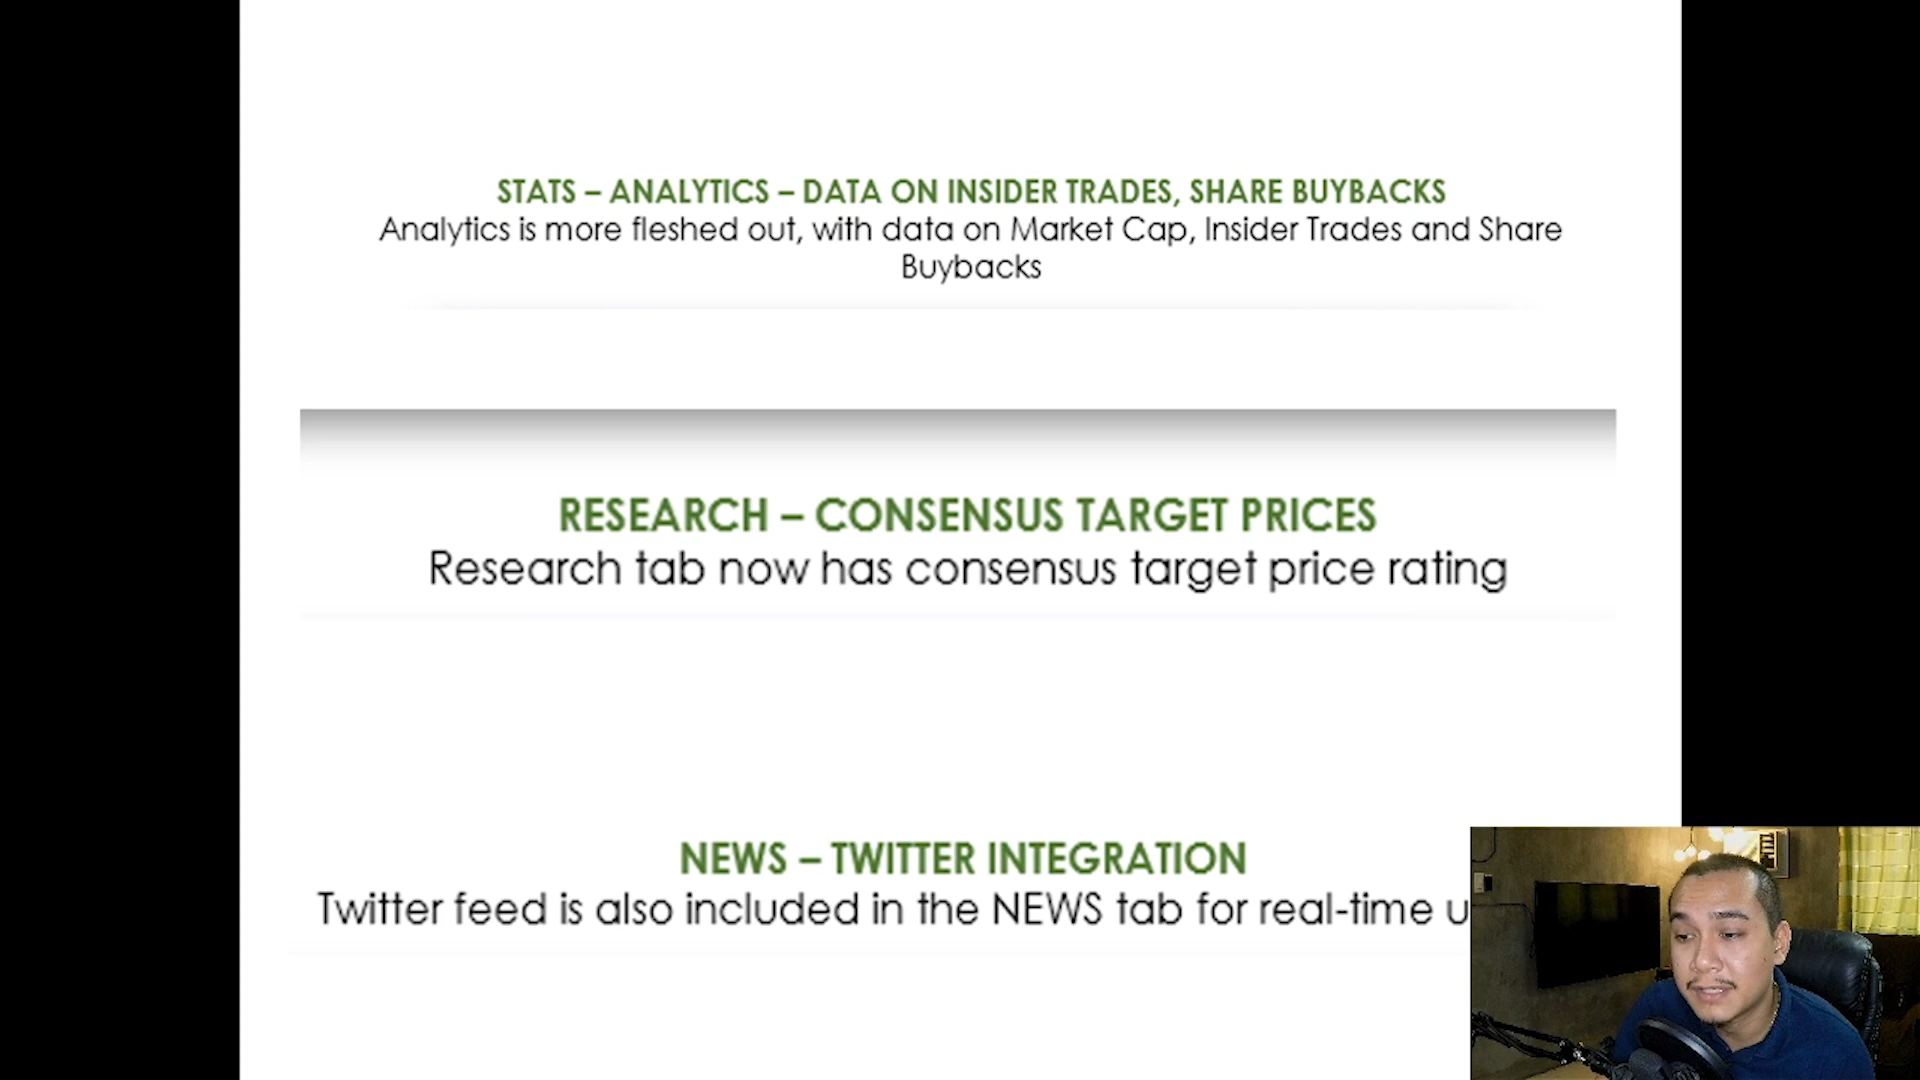 STATS – ANALYTICS – DATA ON INSIDER TRADES, SHARE BUYBACKS
Analytics is more fleshed out, with data on Market Cap, Insider Trades and Share
Buybacks
RESEARCH – CONSENSUS TARGET PRICES
Research tab now has consensus target price rating
NEWS – TWITTER INTEGRATION
Twitter feed is also included in the NEWS tab for real-time